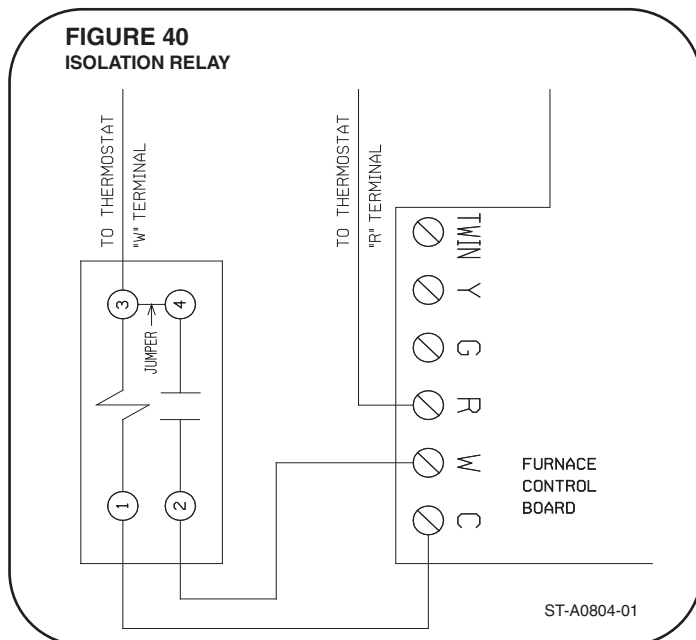 FIGURE 40
ISOLATION RELAY
TO THERMOSTAT
"W" TERMINAL
TO THERMOSTAT
"R" TERMINAL
3
4
JUMPER
1
2
TWIN
Y
G
R
W
C
FURNACE
CONTROL
BOARD
ST-A0804-01